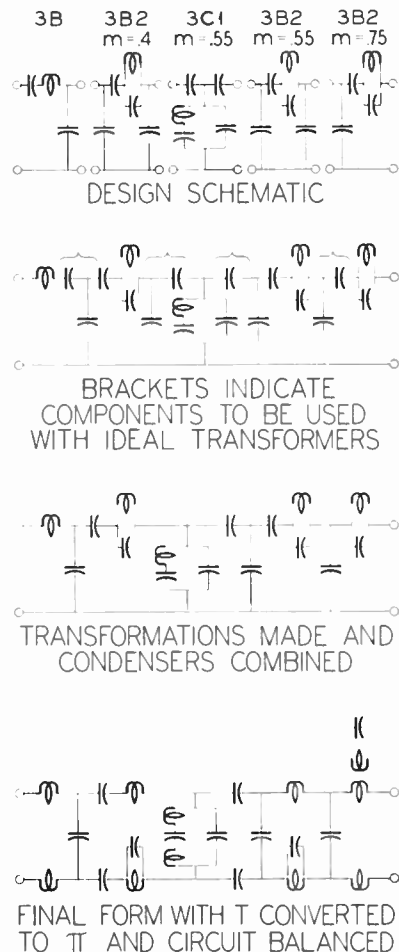 3B 3B2 3C1 3B2 3B2
m=.4 m=.55 m=.55 m=.75
DESIGN SCHEMATIC
BRACKETS INDICATE
COMPONENTS TO BE USED
WITH IDEAL TRANSFORMERS
TRANSFORMATIONS MADE AND
CONDENSERS COMBINED
FINAL FORM WITH T CONVERTED
TO π AND CIRCUIT BALANCED